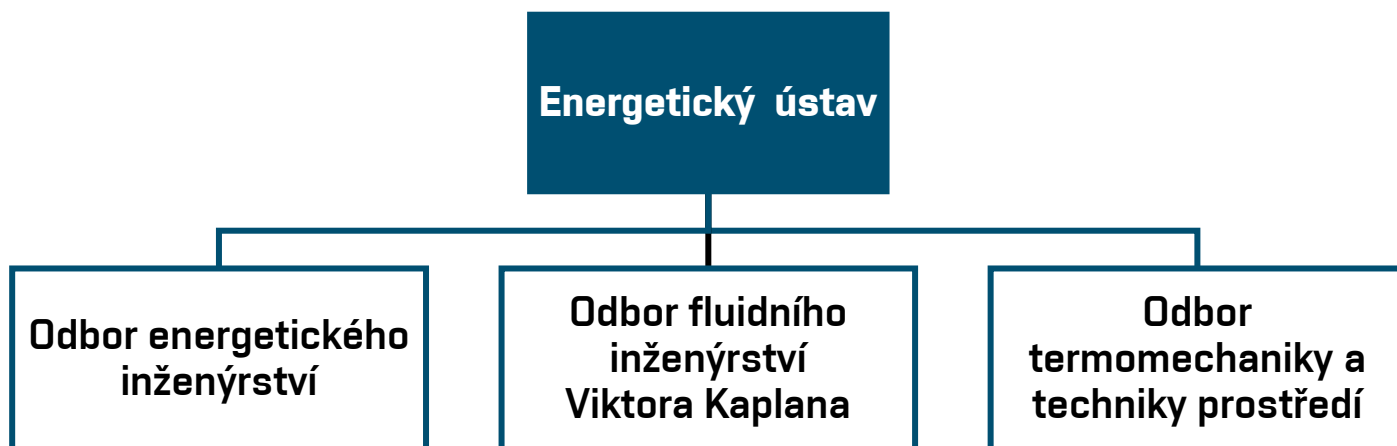 Energetický ústav
Odbor energetického
inženýrství
Odbor fluidního
inženýrství
Viktora Kaplana
Odbor
termomechaniky a
techniky prostředí